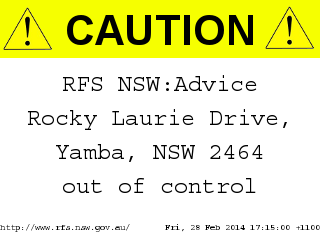 CAUTION
RFS NSW:Advice
Rocky Laurie Drive,
Yamba, NSW 2464
out of control
http://www.rfs.nsw.gov.au/ Fri, 28 Feb 2014 17:15:00 +1100